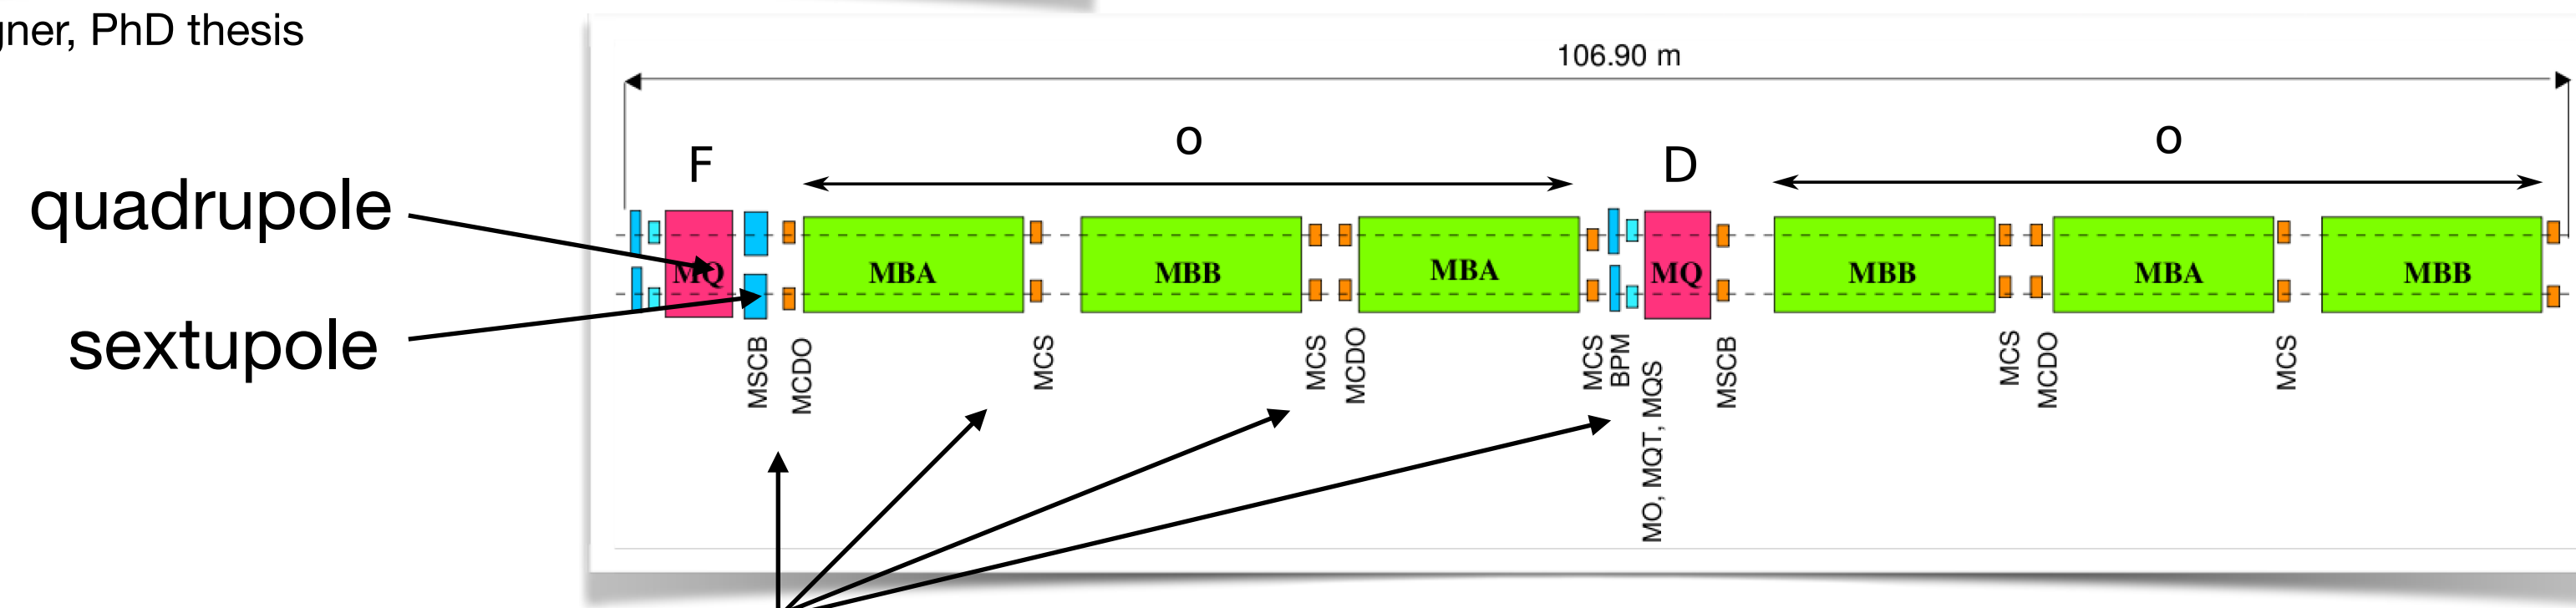 gner, PhD thesis
106.90 m
F
o
D
o
quadrupole
sextupole
MQ
MBA
MBB
MBA
MQ
MBB
MBA
MBB
MSCB
MCDO
MCS
MCS
MCDO
MCS
BPM
MO, MQT, MQS
MSCB
MCS
MCDO
MCS